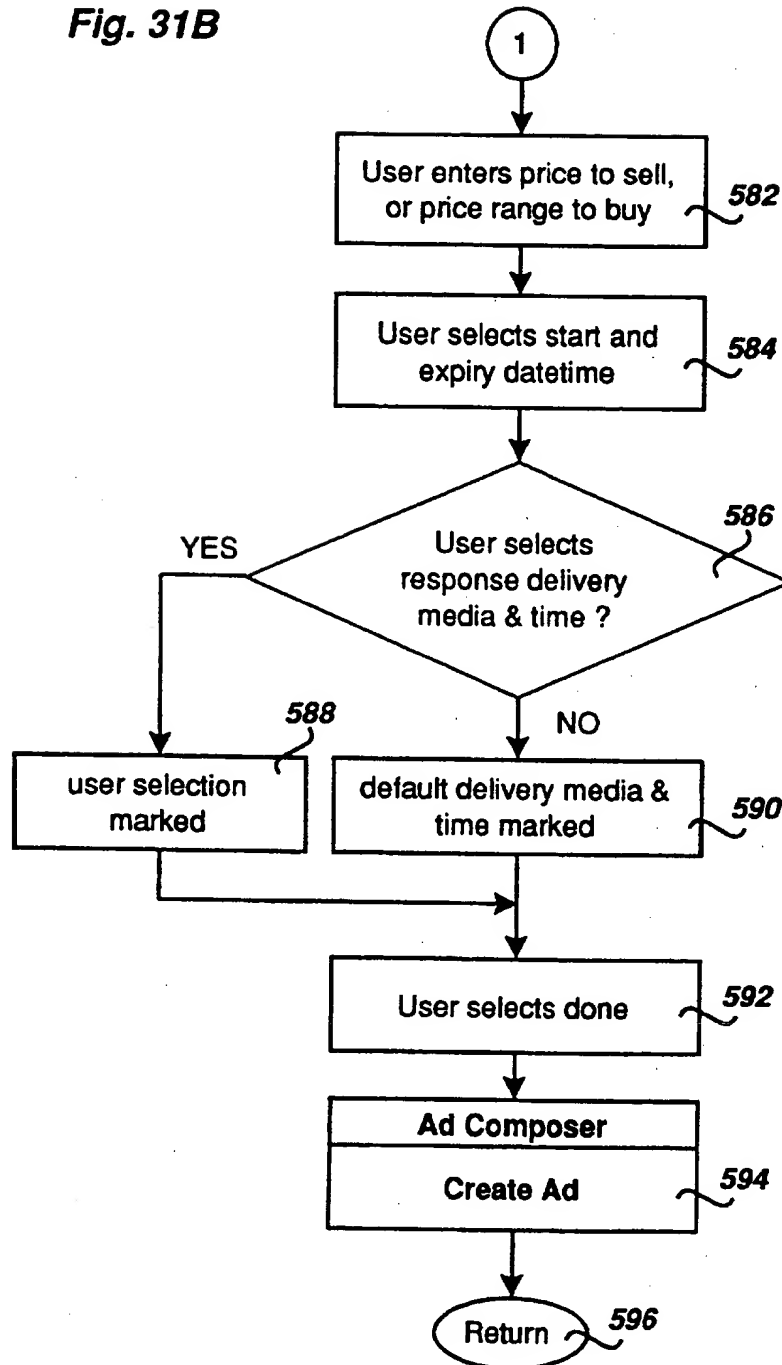 Fig. 31B
1
User enters price to sell,
or price range to buy
582
User selects start and
expiry datetime
584
586
YES
User selects
response delivery
media & time ?
588
NO
user selection
marked
default delivery media &
time marked
590
User selects done
592
Ad Composer
Create Ad
594
Return
596